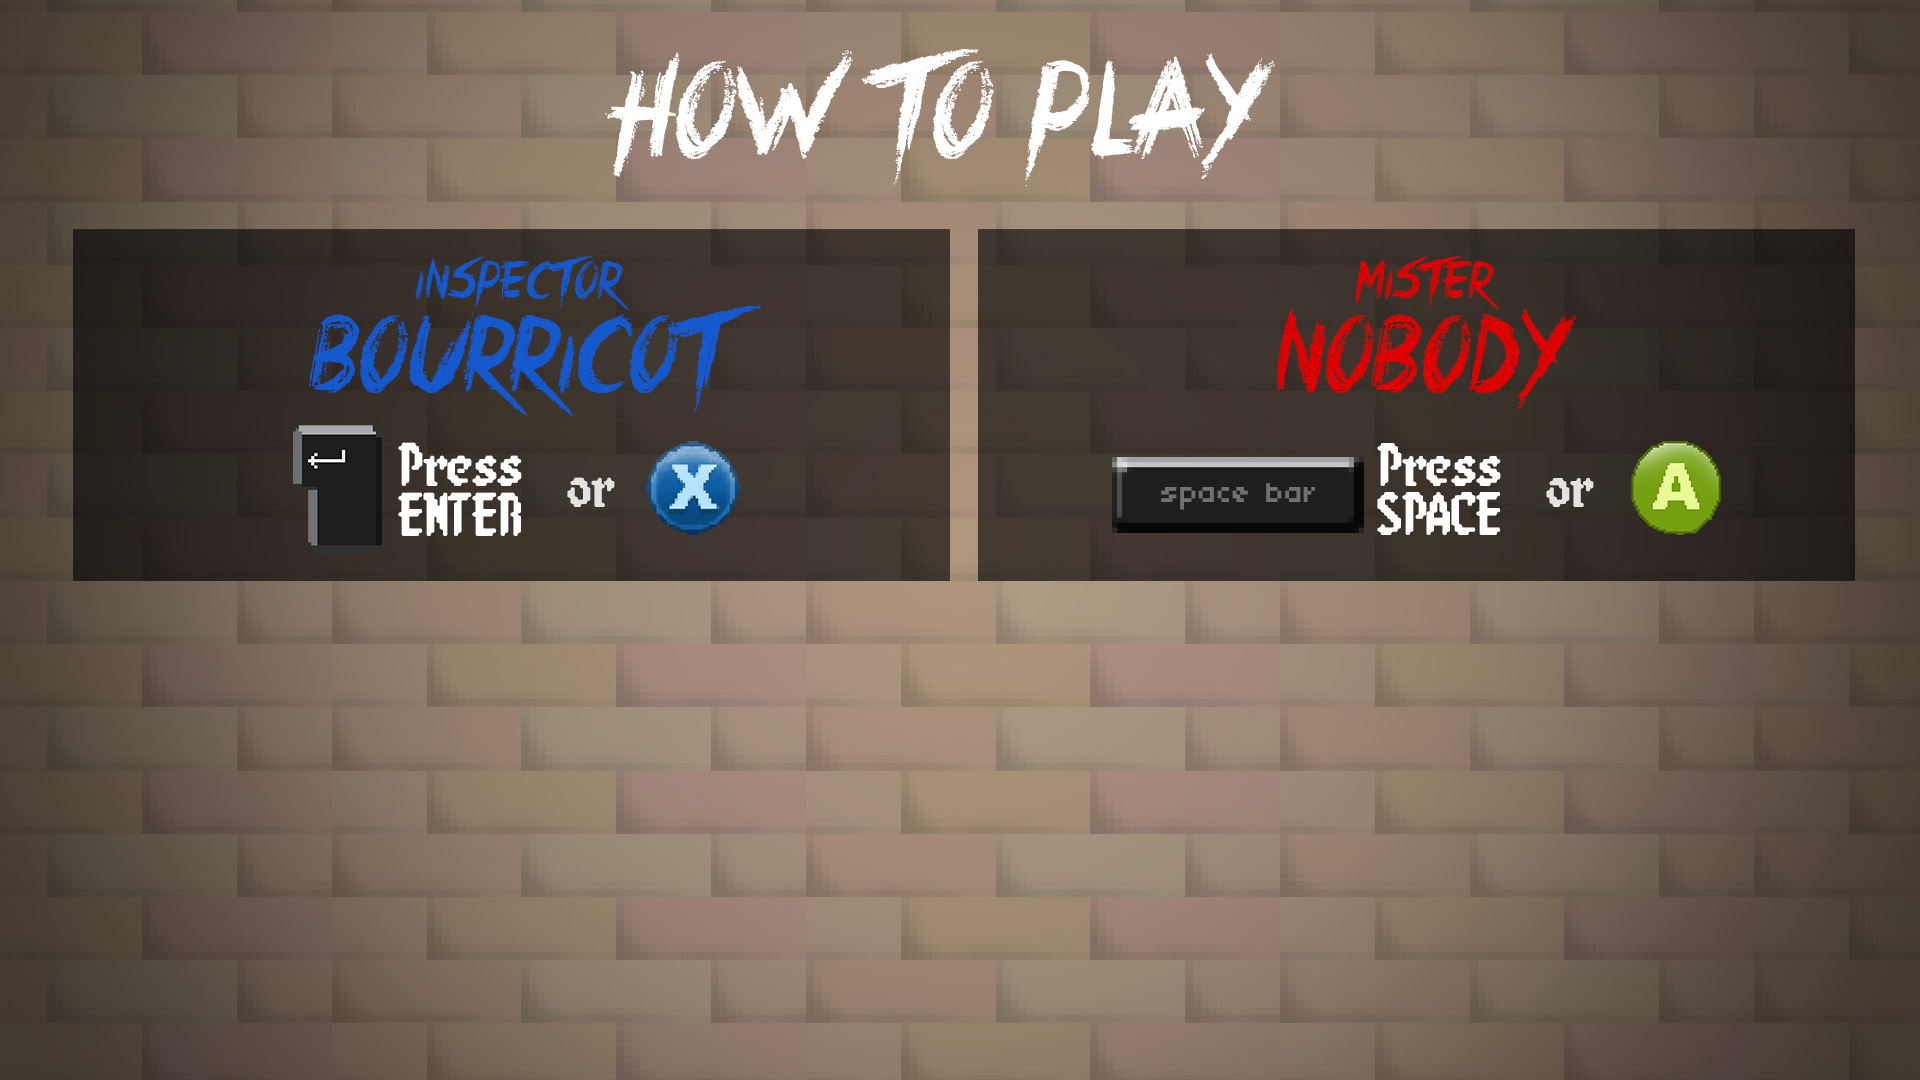 HOW TO PLAY
INSPECTOR
BOURRICOT
Press
ENTER
or
X
MISTER
NOBODY
space bar
Press
SPACE
or
A